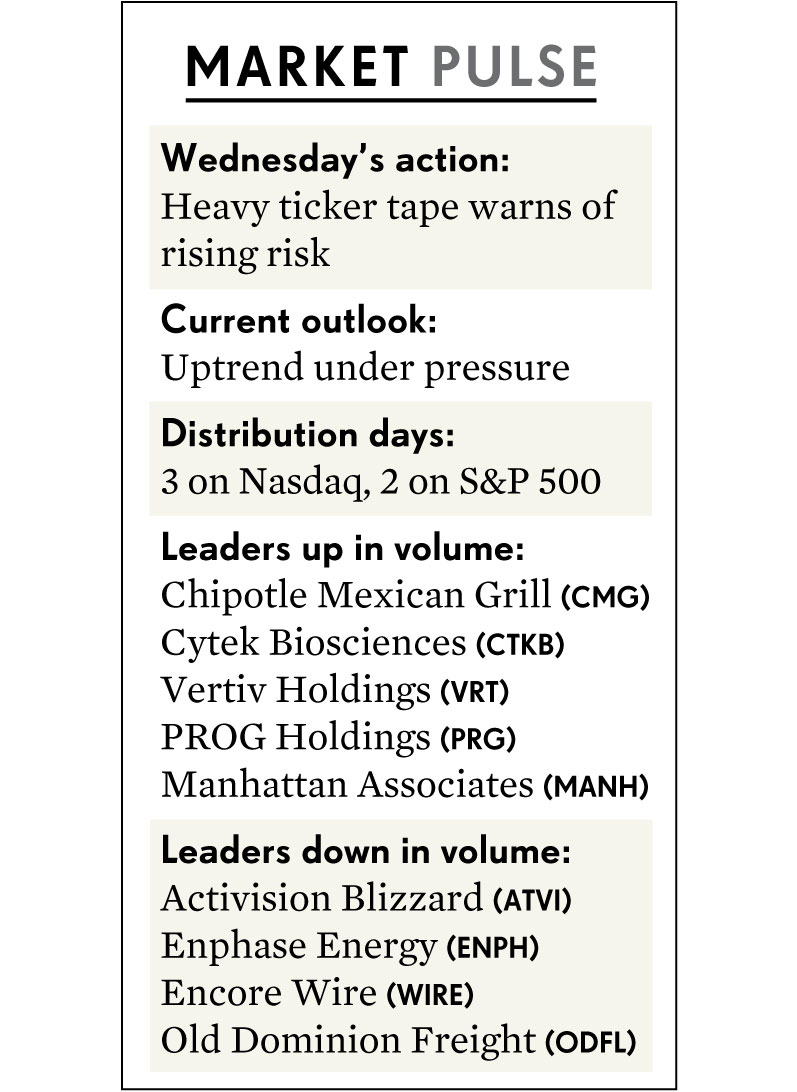 MARKET PULSE
Wednesday's action:
Heavy ticker tape warns of
rising risk
Current outlook:
Uptrend under pressure
Distribution days:
3 on Nasdaq, 2 on S&P 500
Leaders up in volume:
Chipotle Mexican Grill (CMG)
Cytek Biosciences (CTKB)
Vertiv Holdings (VRT)
PROG Holdings (PRG)
Manhattan Associates (MANH)
Leaders down in volume:
Activision Blizzard (ATVI)
Enphase Energy (ENPH)
Encore Wire (WIRE)
Old Dominion Freight (ODFL)